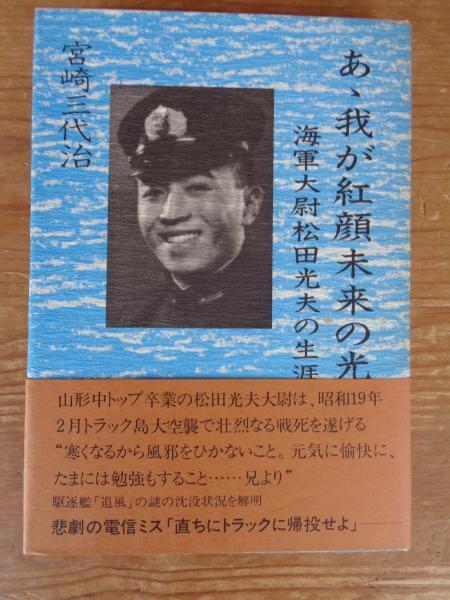 あゝ我が紅顔未来の光
海軍大尉松田光夫の生涯
宮崎三代治
山形中トップ卒業の松田光夫大尉は、昭和19年
2月トラック島大空襲で壮烈なる戦死を遂げる
“寒くなるから風邪をひかないこと。元気に愉快に、
たまには勉強もすること……兄より”
駆逐艦「追風」の謎の沈没状況を解明
悲劇の電信ミス「直ちにトラックに帰投せよ」――